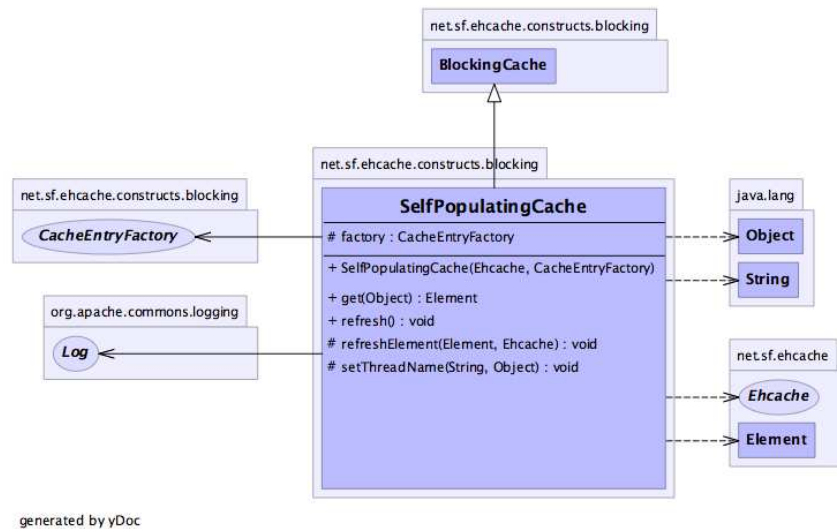 net.sf.ehcache.constructs.blocking
BlockingCache
net.sf.ehcache.constructs.blocking
SelfPopulatingCache
# factory : CacheEntryFactory
+ SelfPopulatingCache(Ehcache, CacheEntryFactory)
+ get(Object) : Element
+ refresh() : void
# refreshElement(Element, Ehcache) : void
# setThreadName(String, Object) : void
net.sf.ehcache.constructs.blocking
CacheEntryFactory
org.apache.commons.logging
Log
java.lang
Object
String
net.sf.ehcache
Ehcache
Element
generated by yDoc